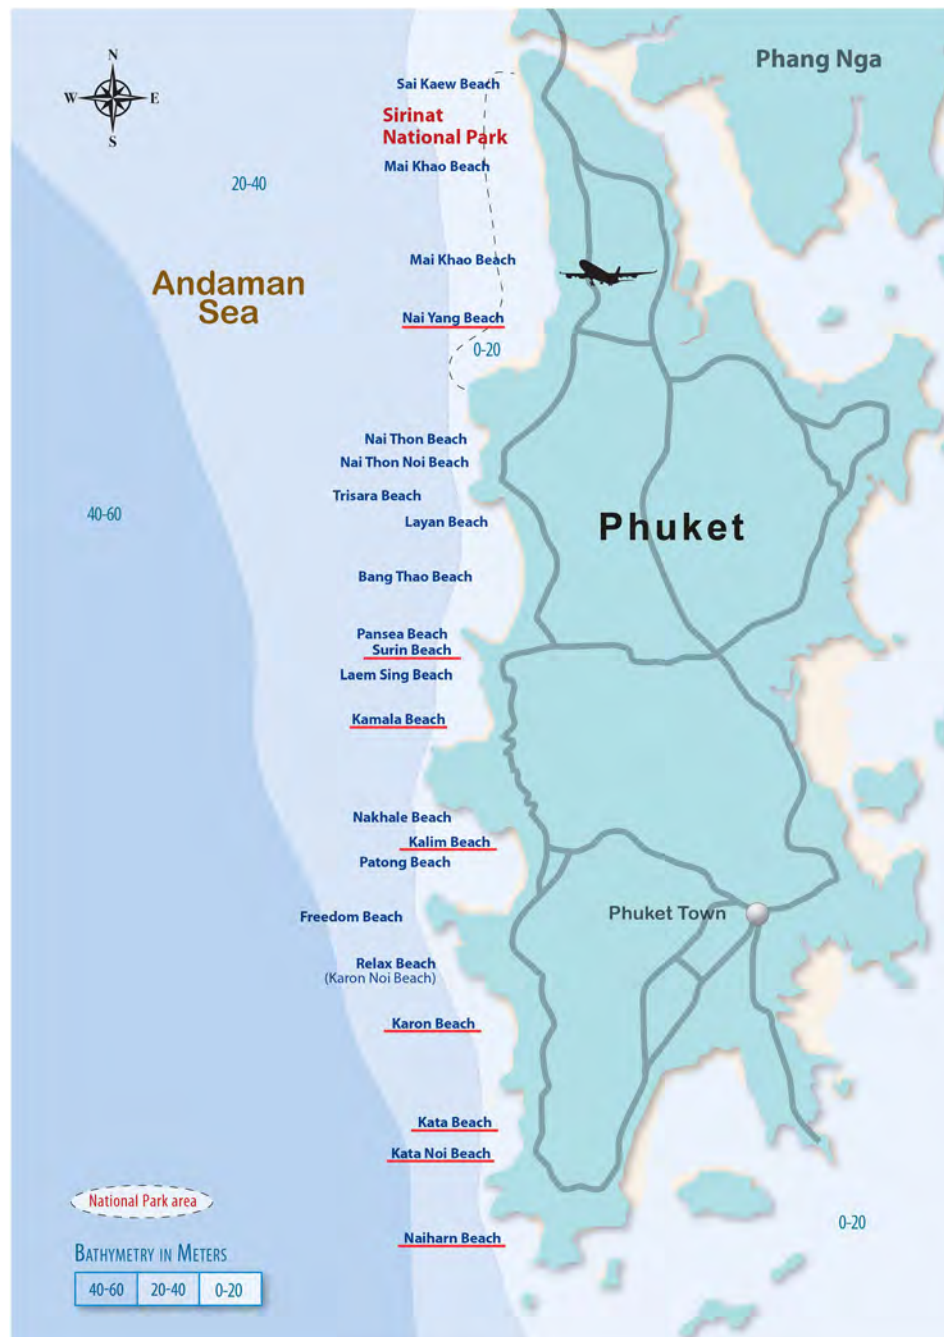 Phang Nga
N
W
E
S
Sai Kaew Beach
Sirinat
National Park
Mai Khao Beach
20-40
Mai Khao Beach
Andaman
Sea
Nai Yang Beach
0-20
Nai Thon Beach
Nai Thon Noi Beach
Trisara Beach
40-60
Layan Beach
Phuket
Bang Thao Beach
Pansea Beach
Surin Beach
Laem Sing Beach
Kamala Beach
Nakhale Beach
Kalim Beach
Patong Beach
Freedom Beach
Phuket Town
Relax Beach
(Karon Noi Beach)
Karon Beach
Kata Beach
Kata Noi Beach
National Park area
0-20
Naiharn Beach
BATHYMETRY IN METERS
40-60 20-40 0-20